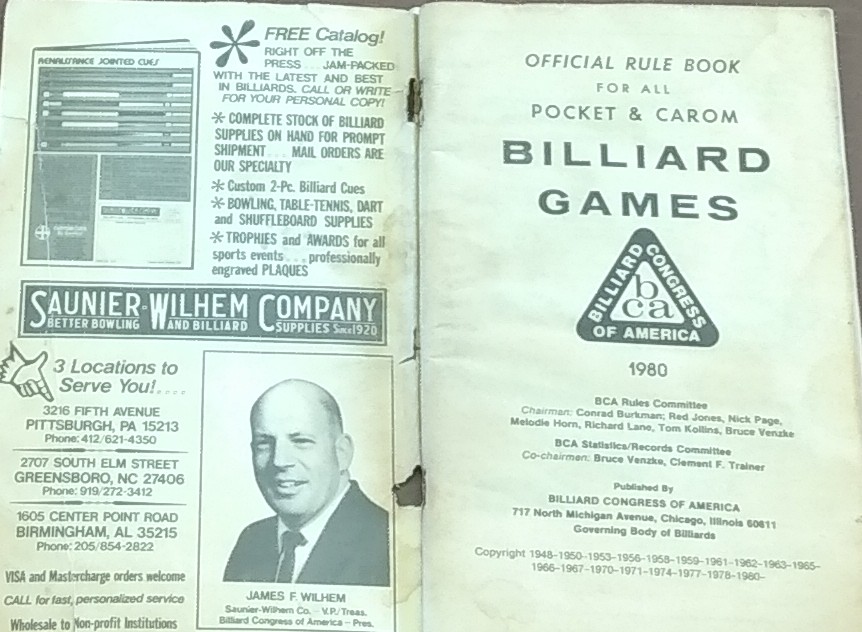 RENAISSANCE JOINTED CUES
FREE Catalog!
RIGHT OFF THE
PRESS . . . JAM-PACKED
WITH THE LATEST AND BEST
IN BILLIARDS. CALL OR WRITE
FOR YOUR PERSONAL COPY!
* COMPLETE STOCK OF BILLIARD
SUPPLIES ON HAND FOR PROMPT
SHIPMENT . . . MAIL ORDERS ARE
OUR SPECIALTY
* Custom 2-Pc. Billiard Cues
* BOWLING, TABLE-TENNIS, DART
and SHUFFLEBOARD SUPPLIES
* TROPHIES and AWARDS for all
sports events . . . professionally
engraved PLAQUES
SAUNIER-WILHEM COMPANY
BETTER BOWLING AND BILLIARD SUPPLIES Since 1920
3 Locations to
Serve You! . . . .
3216 FIFTH AVENUE
PITTSBURGH, PA 15213
Phone: 412/621-4350
2707 SOUTH ELM STREET
GREENSBORO, NC 27406
Phone: 919/272-3412
1605 CENTER POINT ROAD
BIRMINGHAM, AL 35215
Phone: 205/854-2822
VISA and Mastercharge orders welcome
CALL for fast, personalized service
Wholesale to Non-profit Institutions
JAMES F. WILHEM
Saunier-Wilhem Co. – V.P./Treas.
Billiard Congress of America – Pres.
OFFICIAL RULE BOOK
FOR ALL
POCKET & CAROM
BILLIARD
GAMES
BILLIARD CONGRESS
OF AMERICA
bca
1980
BCA Rules Committee
Chairman: Conrad Burkman; Red Jones, Nick Page,
Melodie Horn, Richard Lane, Tom Kollins, Bruce Venzke
BCA Statistics/Records Committee
Co-chairmen: Bruce Venzke, Clement F. Trainer
Published By
BILLIARD CONGRESS OF AMERICA
717 North Michigan Avenue, Chicago, Illinois 60611
Governing Body of Billiards
Copyright 1948-1950-1953-1956-1958-1959-1961-1962-1963-1965-
1966-1967-1970-1971-1974-1977-1978-1980-